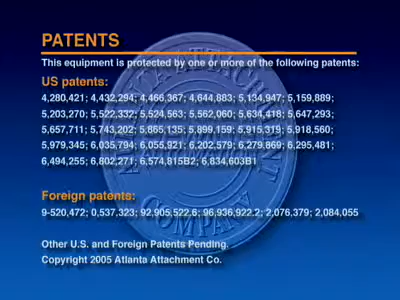 PATENTS
This equipment is protected by one or more of the following patents:
US patents:
4,280,421; 4,432,294; 4,466,367; 4,644,883; 5,134,947; 5,159,889;
5,203,270; 5,522,332; 5,524,563; 5,562,060; 5,634,418; 5,647,293;
5,657,711; 5,743,202; 5,865,135; 5,899,159; 5,915,319; 5,918,560;
5,979,345; 6,035,794; 6,055,921; 6,202,579; 6,279,869; 6,295,481;
6,494,255; 6,802,271; 6,574,815B2; 6,834,603B1
Foreign patents:
9-520,472; 0,537,323; 92,905,522.6; 96,936,922.2; 2,076,379; 2,084,055
Other U.S. and Foreign Patents Pending.
Copyright 2005 Atlanta Attachment Co.
ATLANTA ATTACHMENT
COMPANY